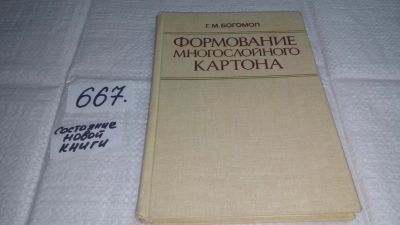 Г. М. БОГОМОЛ
ФОРМОВАНИЕ
МНОГОСЛОЙНОГО
КАРТОНА
667.
состояние
новой
книги